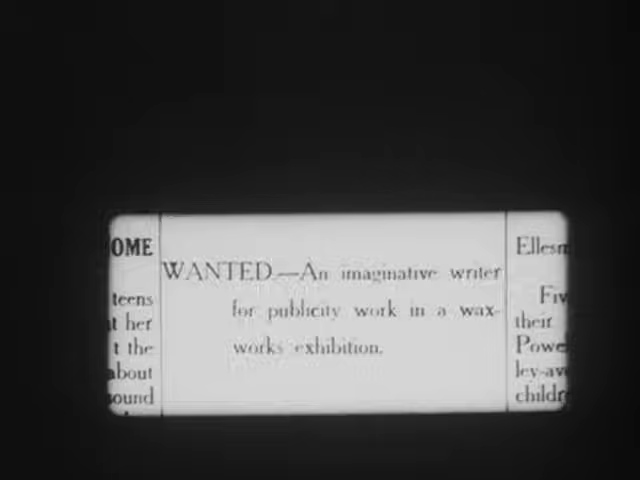 OME
teens
t her
t the
about
ound
WANTED.—An imaginative writer
for publicity work in a wax-
works exhibition.
Ellesm
Fiv
their
Powe
ley-av
childr